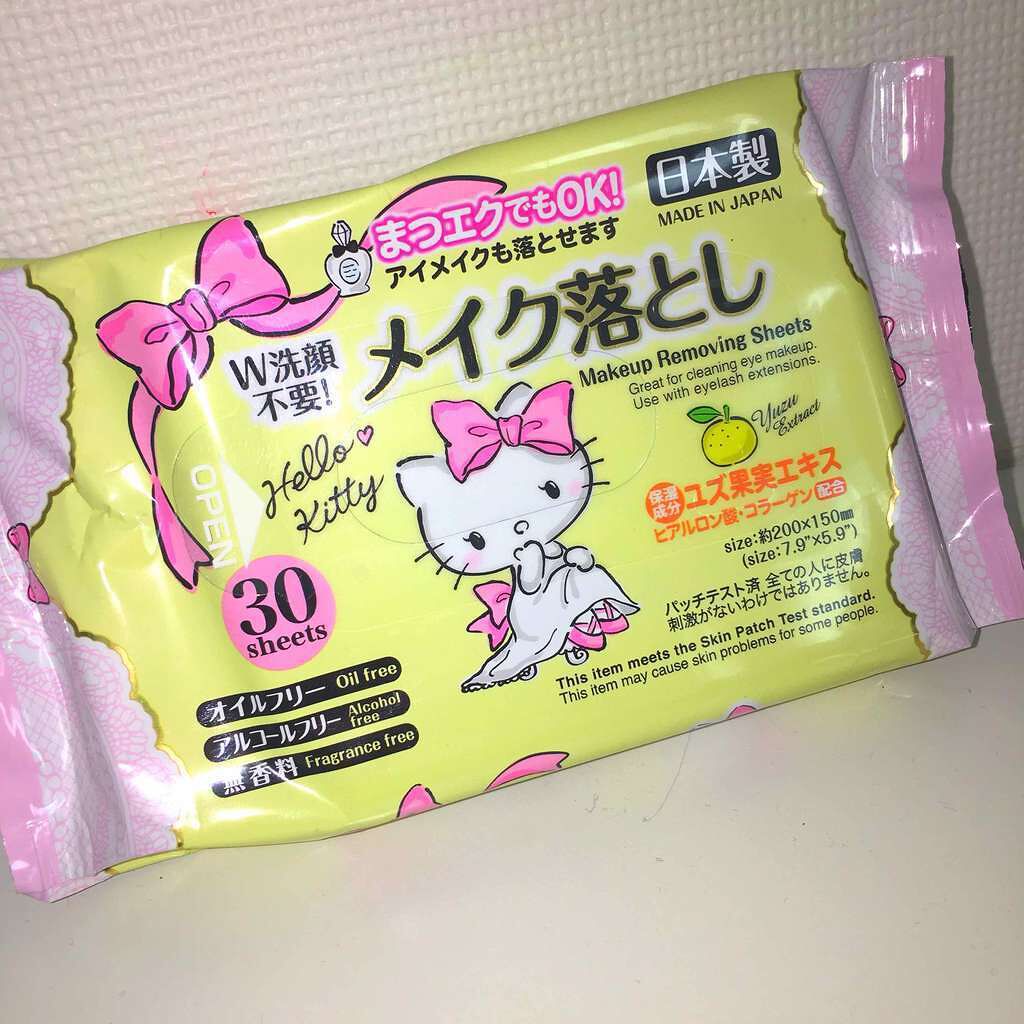 日本製
MADE IN JAPAN
まつエクでもOK!
アイメイクも落とせます
メイク落とし
W洗顔
不要!
Makeup Removing Sheets
Great for cleaning eye makeup.
Use with eyelash extensions.
Hello
Kitty
Yuzu
Extract
OPEN
保湿
成分
ユズ果実エキス
ヒアルロン酸・コラーゲン 配合
size:約200×150㎜
(size:7.9”×5.9”)
30
sheets
パッチテスト済 全ての人に皮膚
刺激がないわけではありません。
This item meets the Skin Patch Test standard.
This item may cause skin problems for some people.
オイルフリー Oil free
アルコールフリー Alcohol free
無香料 Fragrance free